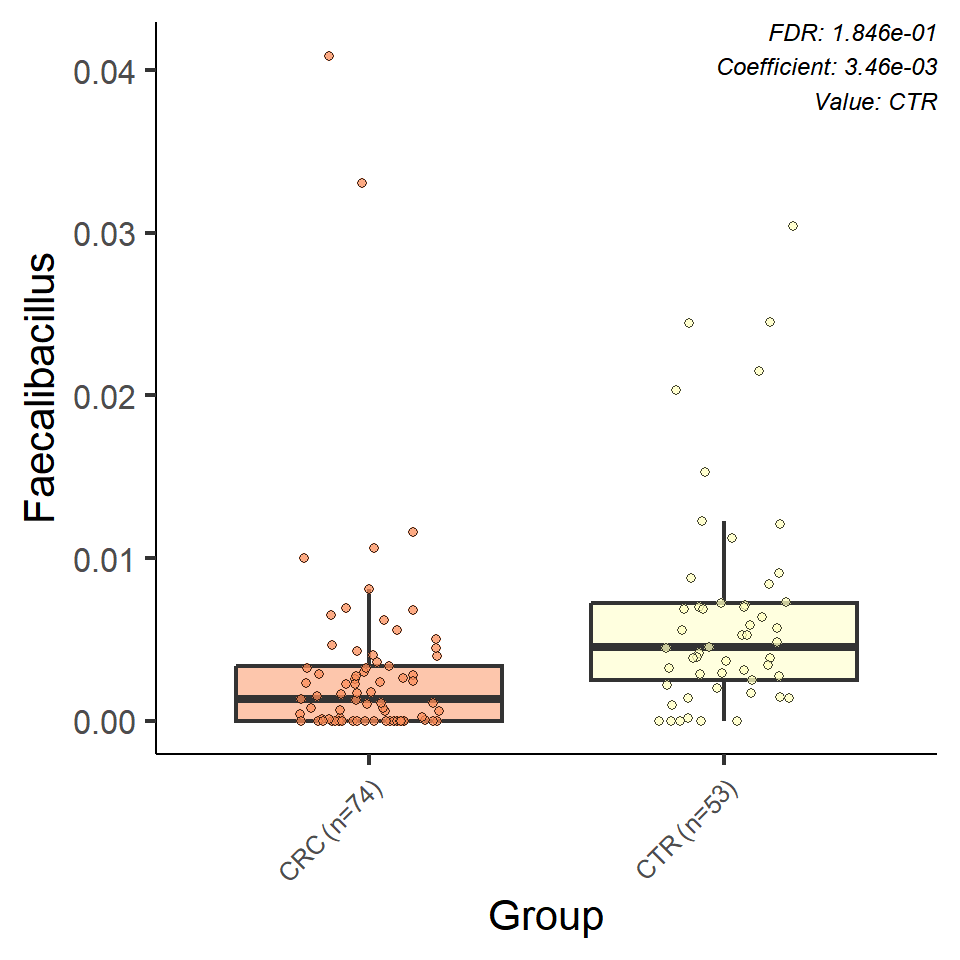 FDR: 1.846e-01
Coefficient: 3.46e-03
Value: CTR
0.04
0.03
0.02
0.01
0.00
Faecalibacillus
CRC (n=74)
CTR (n=53)
Group